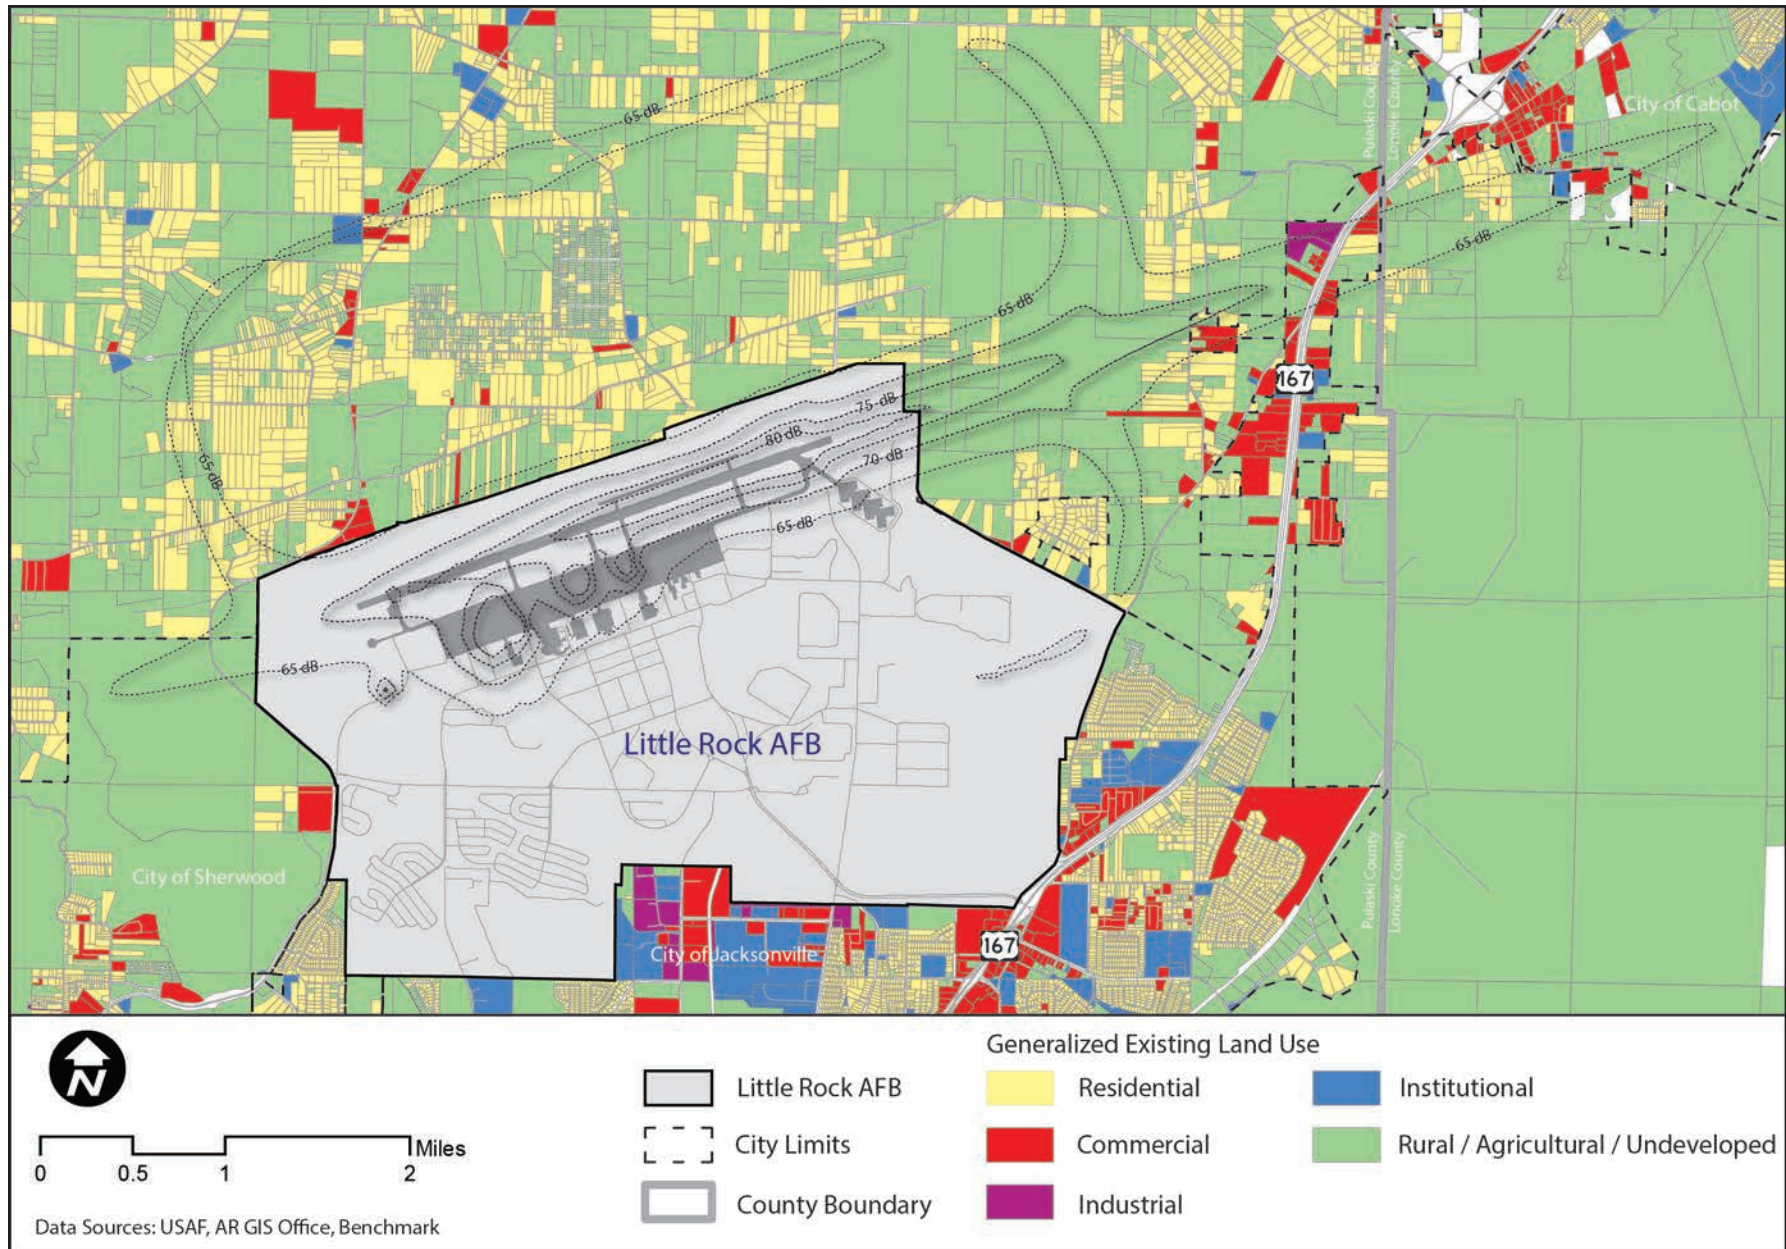 65 dB
Pulaski County
Lonoke County
City of Cabot
65 dB
65 dB
167
75 dB
80 dB
70 dB
65 dB
65 dB
65 dB
Little Rock AFB
City of Sherwood
Pulaski County
Lonoke County
167
City of Jacksonville
N
Miles
0 0.5 1 2
Data Sources: USAF, AR GIS Office, Benchmark
Little Rock AFB
City Limits
County Boundary
Generalized Existing Land Use
Residential
Commercial
Industrial
Institutional
Rural / Agricultural / Undeveloped